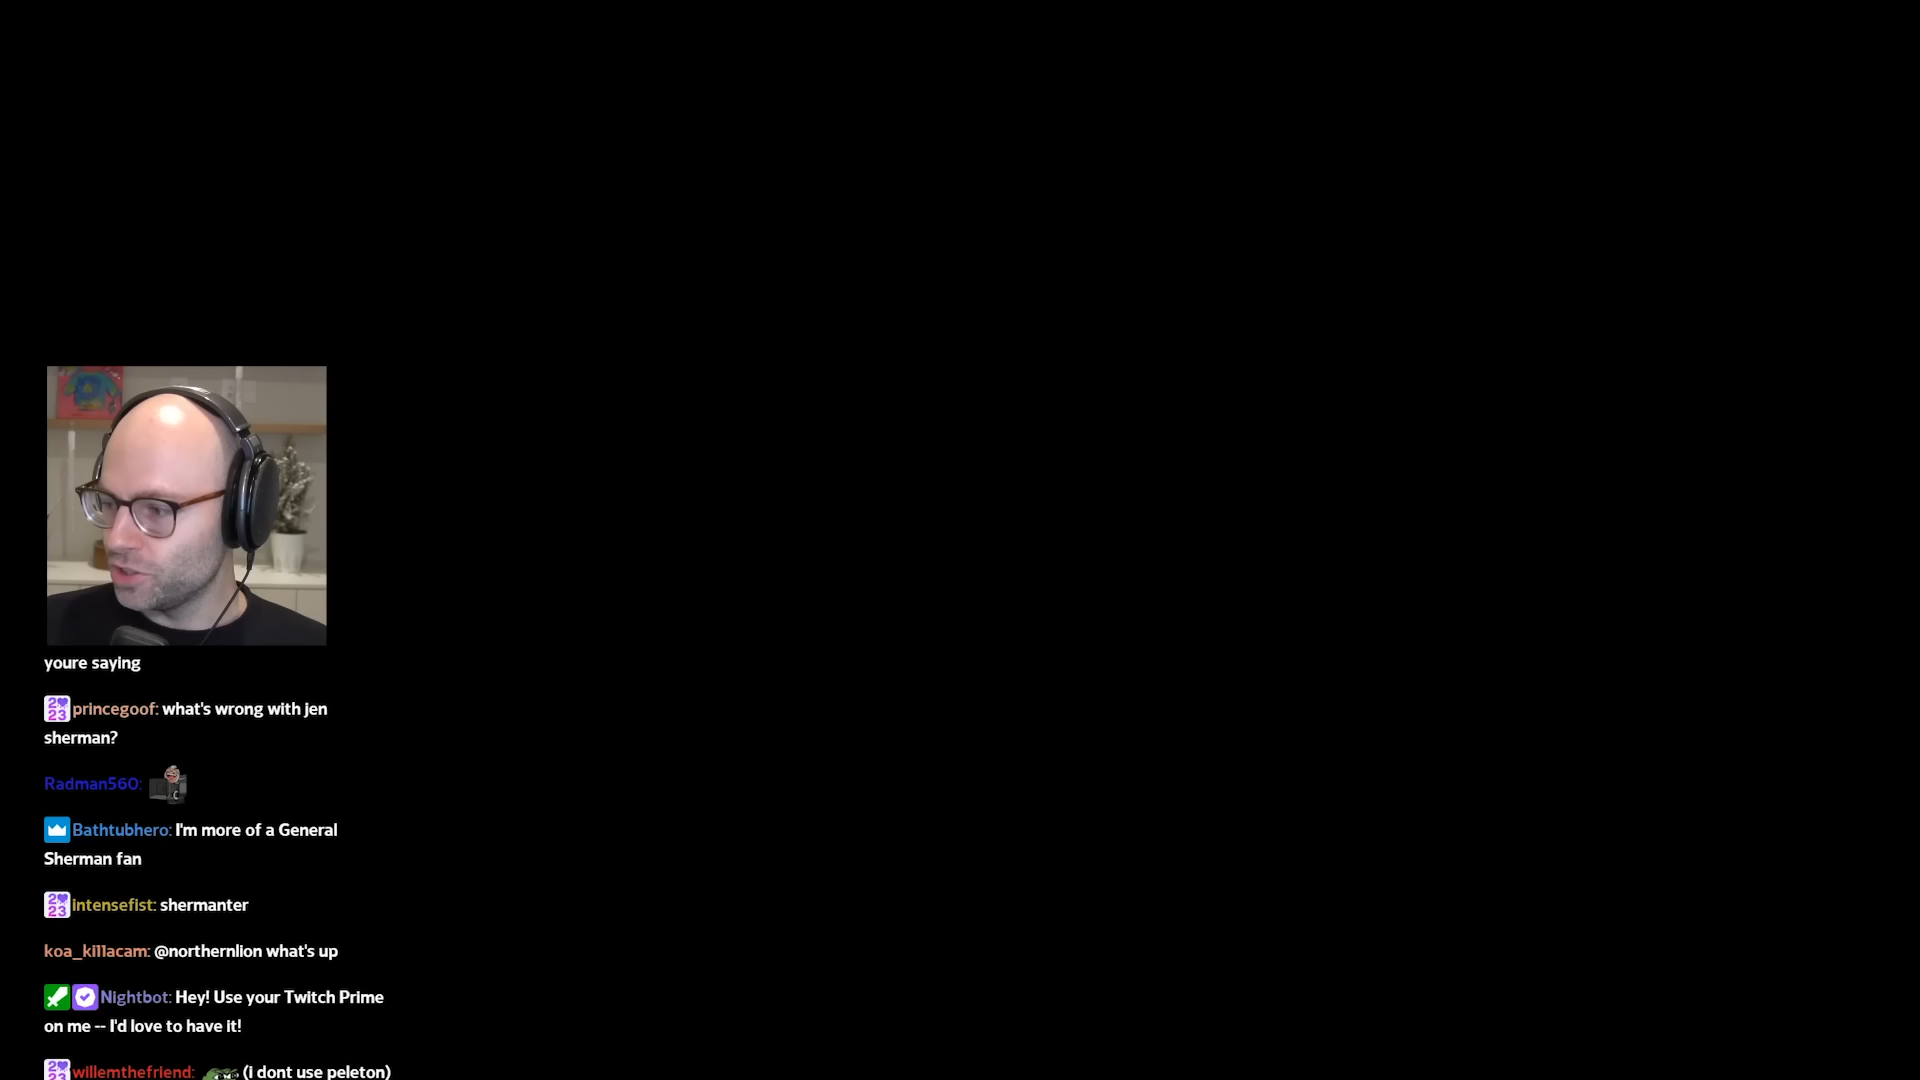 youre saying
princegoof: what's wrong with jen
sherman?
Radman560:
Bathtubhero: I'm more of a General
Sherman fan
intensefist: shermanter
koa_ki11acam: @northernlion what's up
Nightbot: Hey! Use your Twitch Prime
on me -- I'd love to have it!
willemthefriend: (i dont use peleton)